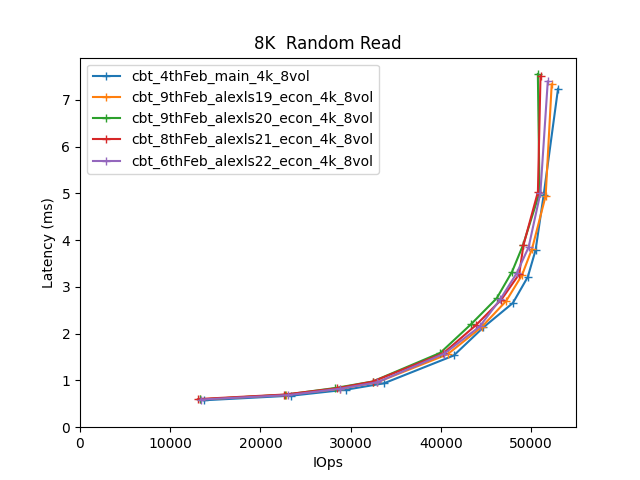 8K  Random Read
cbt_4thFeb_main_4k_8vol
cbt_9thFeb_alexls19_econ_4k_8vol
cbt_9thFeb_alexls20_econ_4k_8vol
cbt_8thFeb_alexls21_econ_4k_8vol
cbt_6thFeb_alexls22_econ_4k_8vol
Latency (ms)
7
6
5
4
3
2
1
0
0 10000 20000 30000 40000 50000
IOps